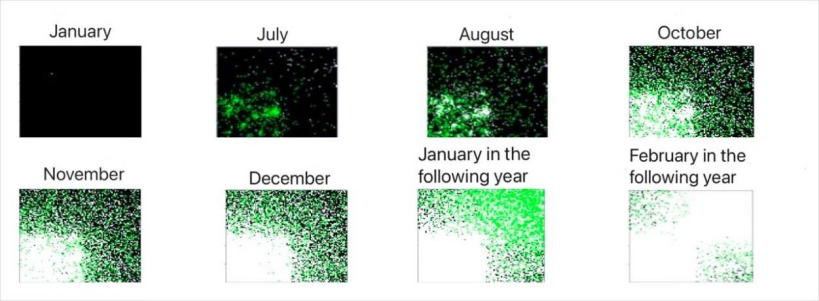 January
July
August
October
November
December
January in the
following year
February in the
following year